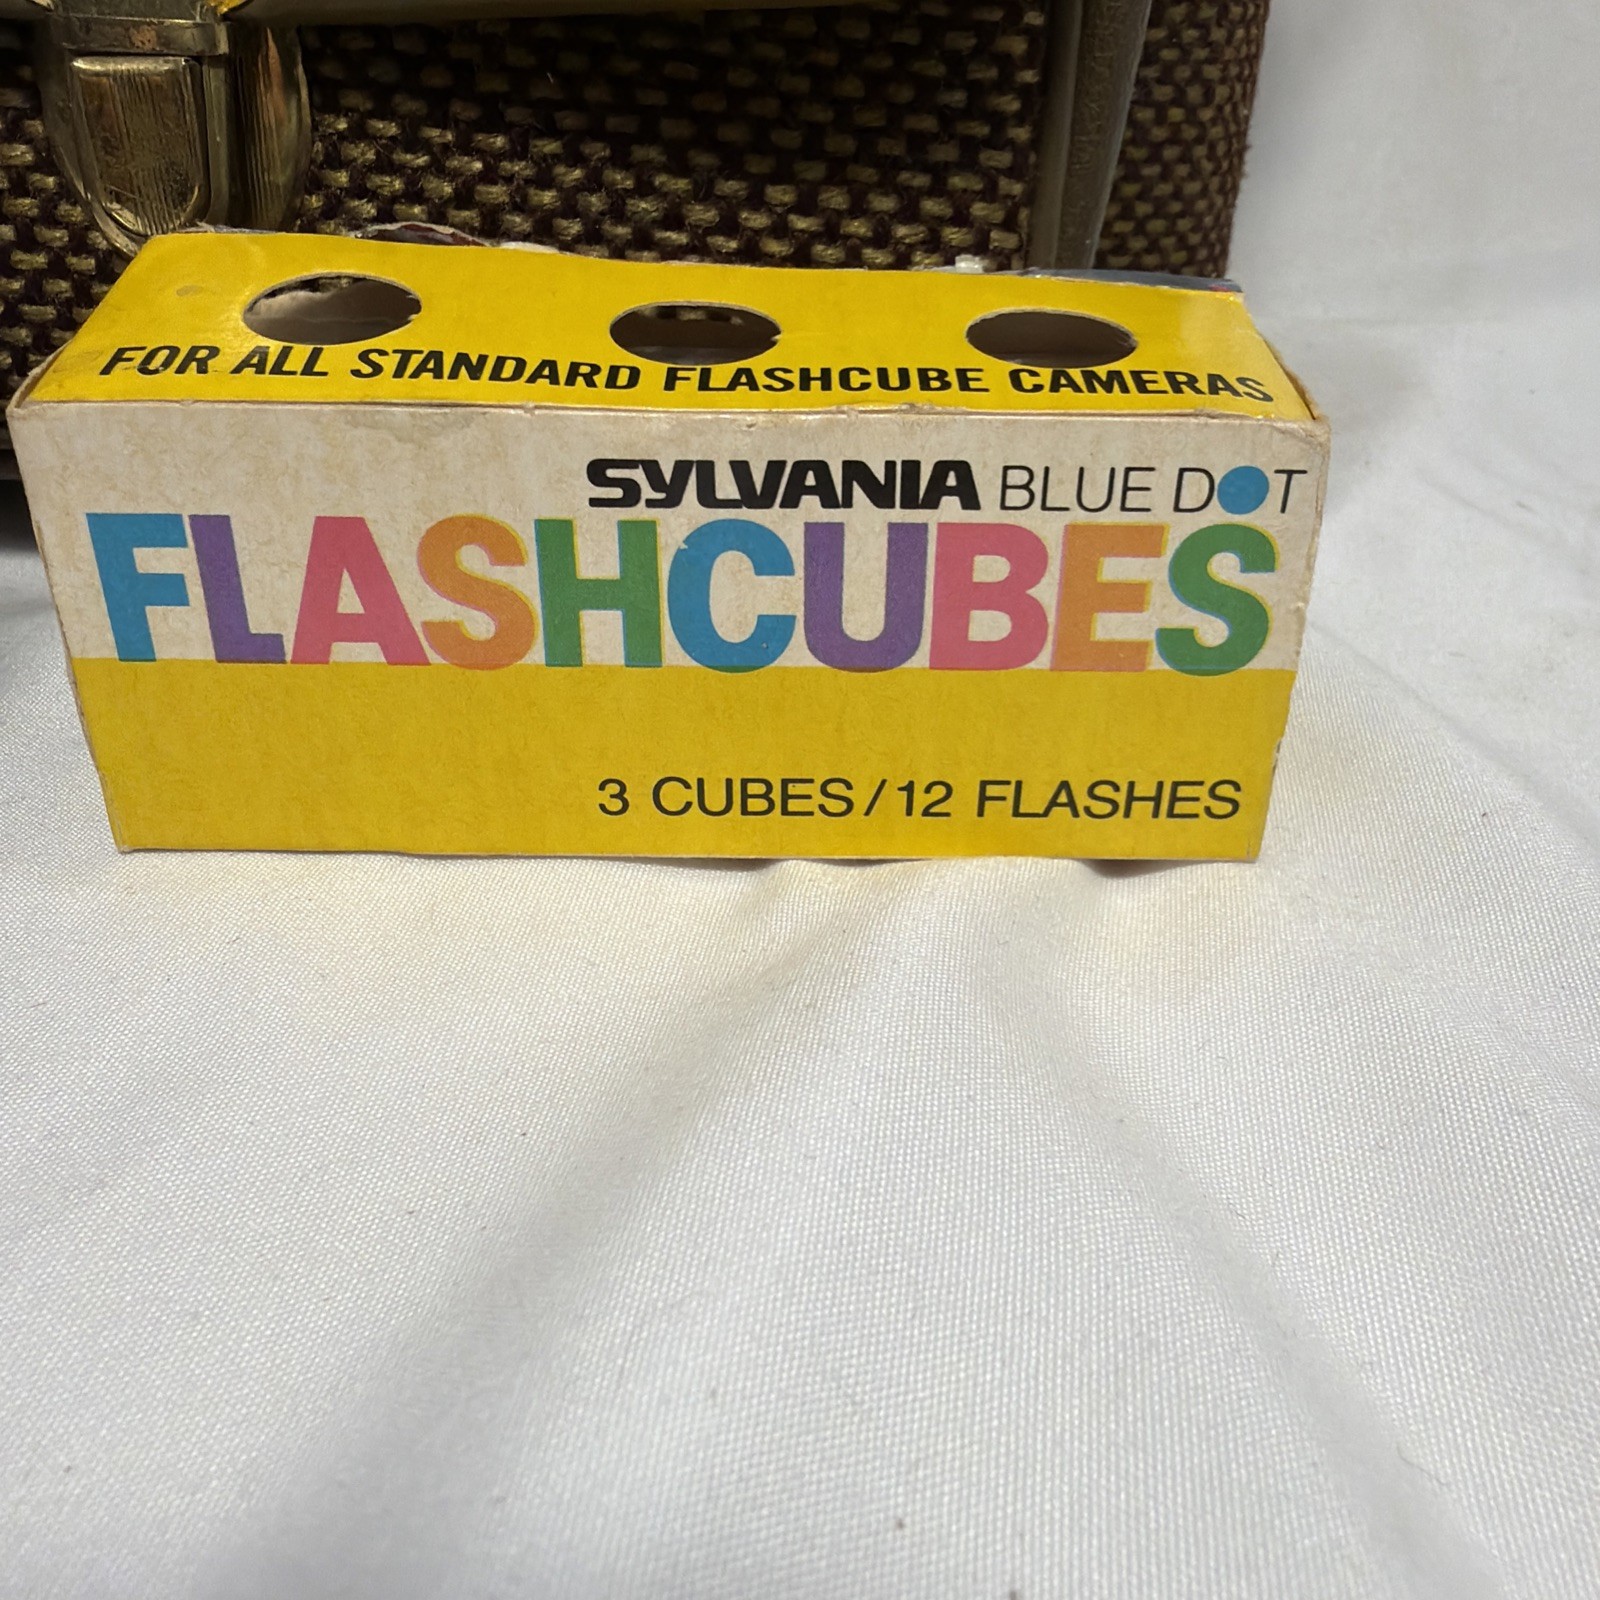 FOR ALL STANDARD FLASHCUBE CAMERAS
SYLVANIA BLUE DOT
FLASHCUBES
3 CUBES/12 FLASHES